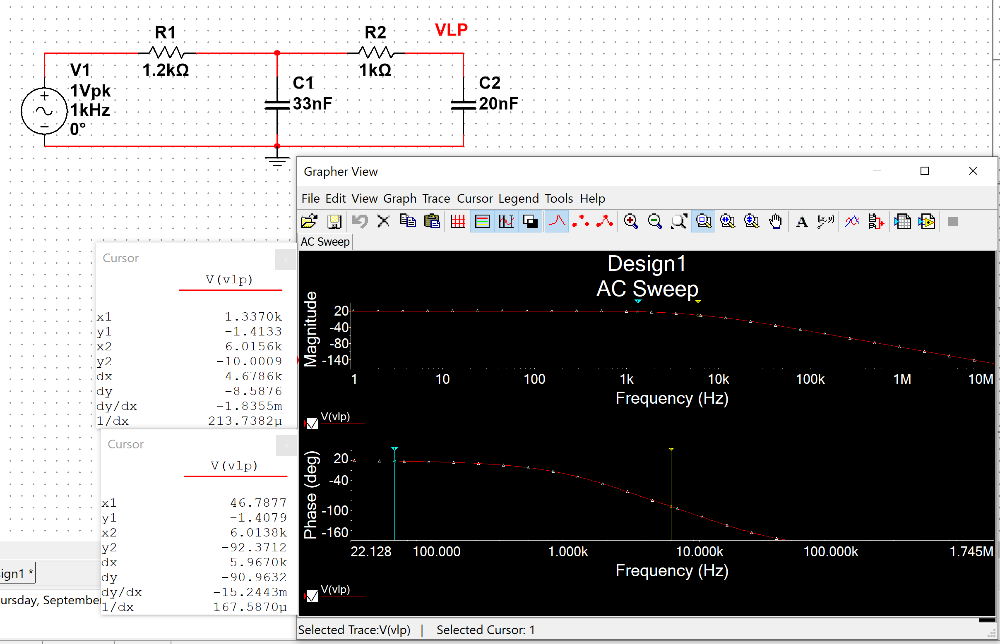 R1
R2
VLP
1.2kΩ
1kΩ
V1
1Vpk
1kHz
0°
C1
33nF
C2
20nF
Grapher View
File Edit View Graph Trace Cursor Legend Tools Help
AC Sweep
Cursor
V(vlp)
x1 1.3370k
y1 -1.4133
x2 6.0156k
y2 -10.0009
dx 4.6786k
dy -8.5876
dy/dx -1.8355m
1/dx 213.7382µ
Cursor
V(vlp)
x1 46.7877
y1 -1.4079
x2 6.0138k
y2 -92.3712
dx 5.9670k
dy -90.9632
dy/dx -15.2443m
1/dx 167.5870µ
Design1
AC Sweep
Magnitude
20
-40
-80
-140
1 10 100 1k 10k 100k 1M 10M
Frequency (Hz)
V(vlp)
Phase (deg)
20
-40
-100
-160
22.128 100.000 1.000k 10.000k 100.000k 1.745M
Frequency (Hz)
V(vlp)
Selected Trace:V(vlp) | Selected Cursor: 1
ign1 *
ursday, September